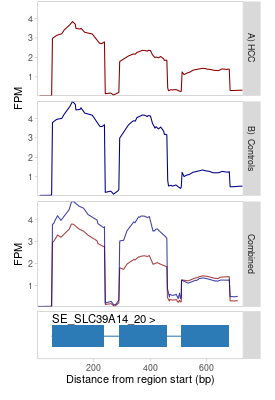 4
3
2
1
FPM
A) HCC
4
3
2
1
B). Controls
4
3
2
1
FPM
Combined
SE_SLC39A14_20 >
200
400
600
Distance from region start (bp)